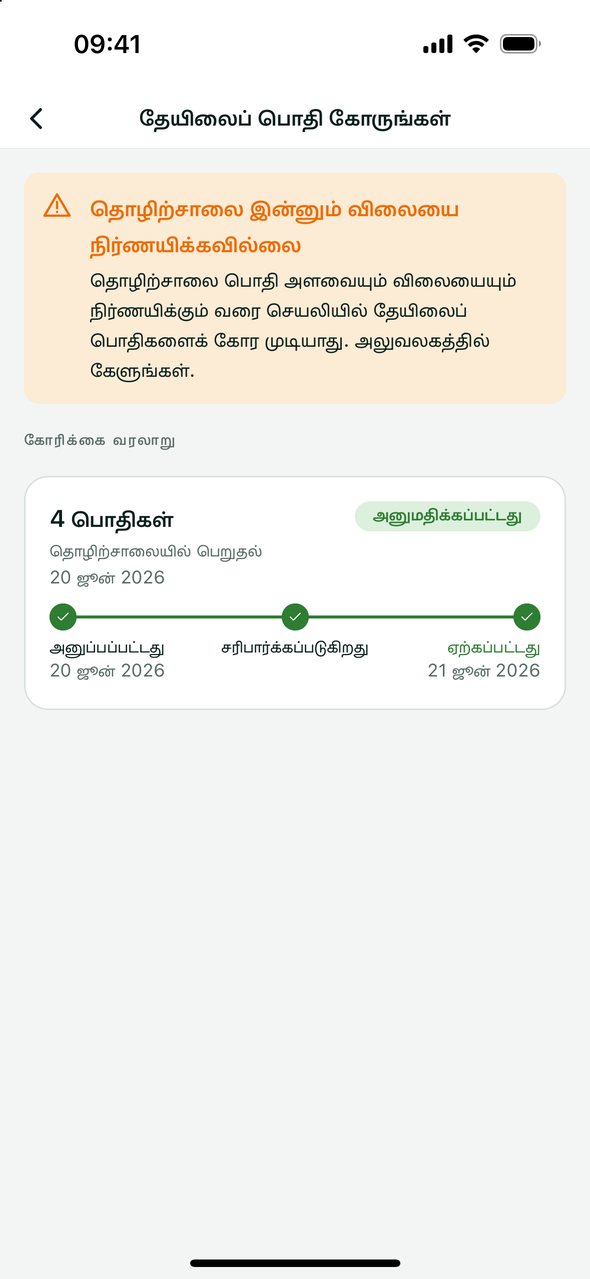 09:41
தேயிலைப் பொதி கோருங்கள்
தொழிற்சாலை இன்னும் விலையை
நிர்ணயிக்கவில்லை
தொழிற்சாலை பொதி அளவையும் விலையையும்
நிர்ணயிக்கும் வரை செயலியில் தேயிலைப்
பொதிகளைக் கோர முடியாது. அலுவலகத்தில்
கேளுங்கள்.
கோரிக்கை வரலாறு
4 பொதிகள்
அனுமதிக்கப்பட்டது
தொழிற்சாலையில் பெறுதல்
20 ஜூன் 2026
அனுப்பப்பட்டது சரிபார்க்கப்படுகிறது ஏற்கப்பட்டது
20 ஜூன் 2026 21 ஜூன் 2026